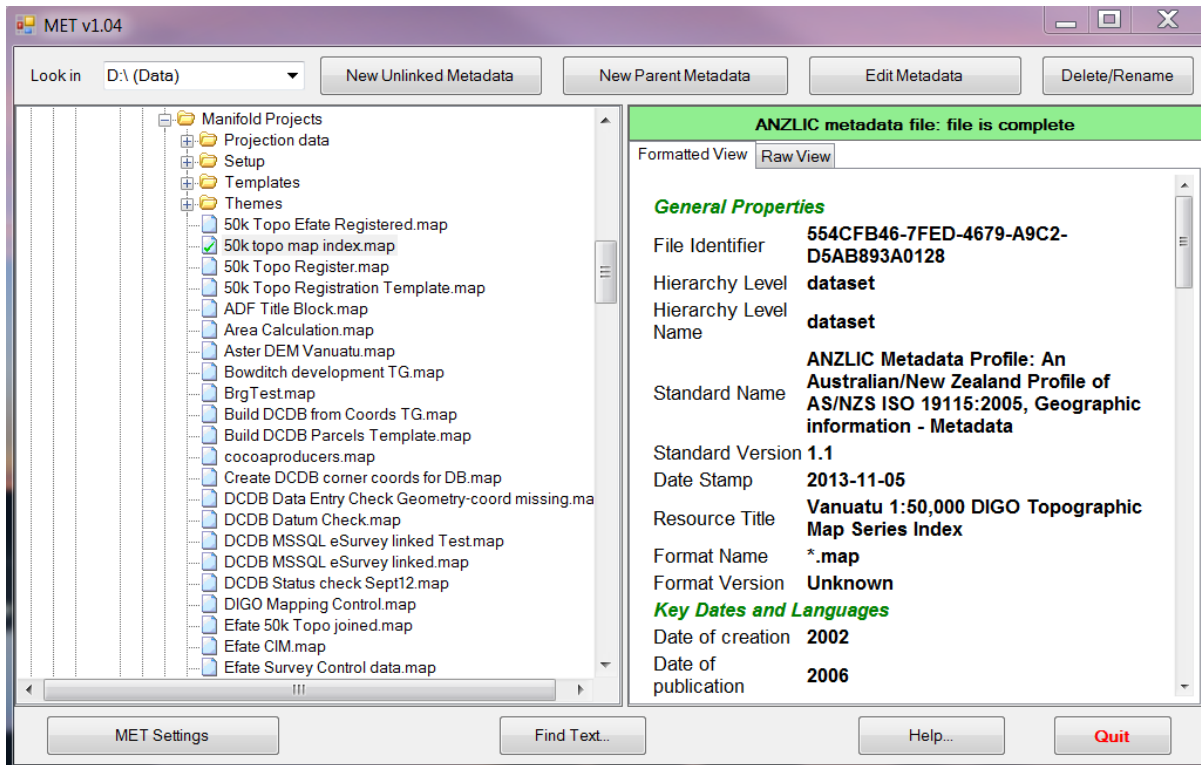 MET v1.04
Look in
D:\ (Data)
New Unlinked Metadata
New Parent Metadata
Edit Metadata
Delete/Rename
Manifold Projects
Projection data
Setup
Templates
Themes
50k Topo Efate Registered.map
50k topo map index.map
50k Topo Register.map
50k Topo Registration Template.map
ADF Title Block.map
Area Calculation.map
Aster DEM Vanuatu.map
Bowditch development TG.map
BrgTest.map
Build DCDB from Coords TG.map
Build DCDB Parcels Template.map
cocoaproducers.map
Create DCDB corner coords for DB.map
DCDB Data Entry Check Geometry-coord missing.ma
DCDB Datum Check.map
DCDB MSSQL eSurvey linked Test.map
DCDB MSSQL eSurvey linked.map
DCDB Status check Sept12.map
DIGO Mapping Control.map
Efate 50k Topo joined.map
Efate CIM.map
Efate Survey Control data.map
ANZLIC metadata file: file is complete
Formatted View
Raw View
General Properties
File Identifier
554CFB46-7FED-4679-A9C2-
D5AB893A0128
Hierarchy Level dataset
Hierarchy Level
Name
dataset
Standard Name
ANZLIC Metadata Profile: An
Australian/New Zealand Profile of
AS/NZS ISO 19115:2005, Geographic
information - Metadata
Standard Version 1.1
Date Stamp 2013-11-05
Resource Title
Vanuatu 1:50,000 DIGO Topographic
Map Series Index
Format Name *.map
Format Version Unknown
Key Dates and Languages
Date of creation 2002
Date of
publication
2006
MET Settings
Find Text...
Help...
Quit